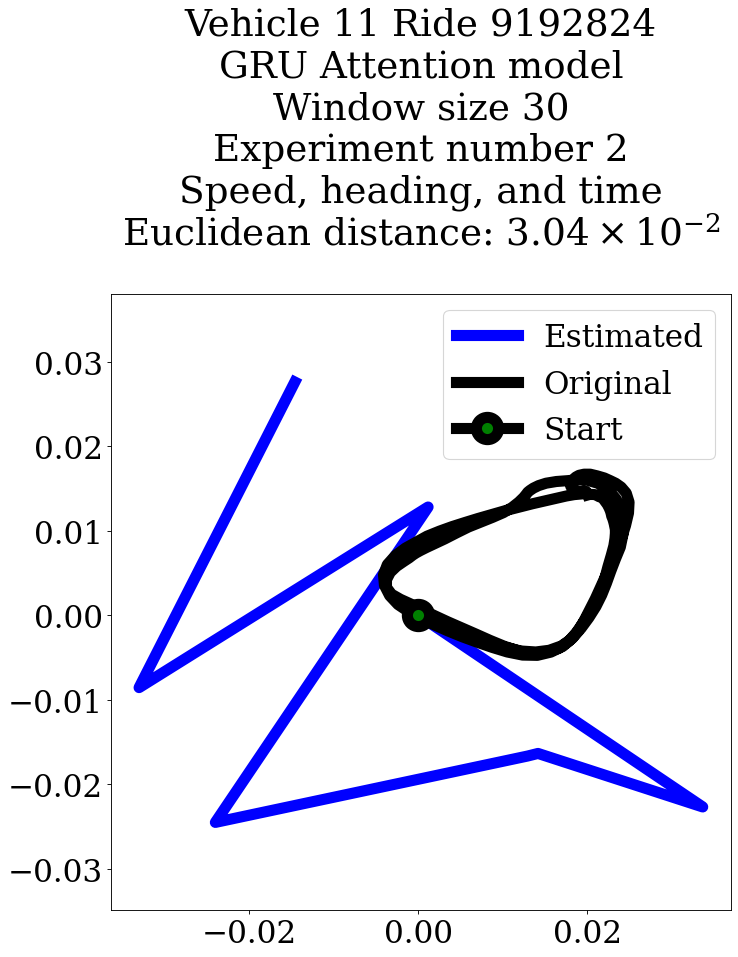 Vehicle 11 Ride 9192824
GRU Attention model
Window size 30
Experiment number 2
Speed, heading, and time
Euclidean distance: 3.04 × 10⁻²
Estimated
Original
Start
0.03
0.02
0.01
0.00
−0.01
−0.02
−0.03
−0.02 0.00 0.02